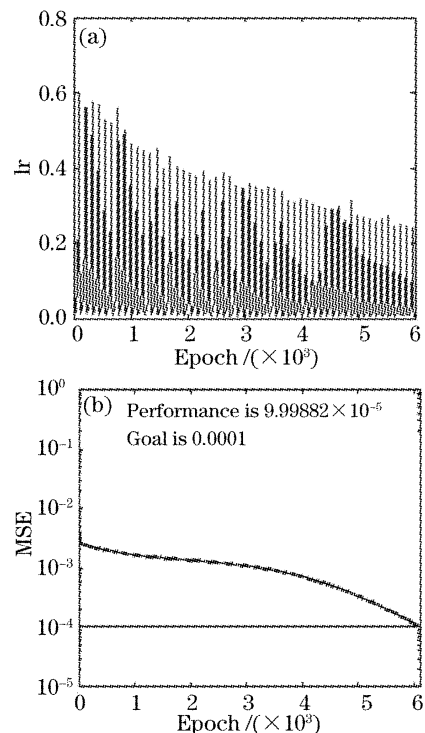 (a)
0.8
0.6
0.4
0.2
0.0
lr
0 1 2 3 4 5 6
Epoch /(×10³)
(b)
Performance is 9.99882×10⁻⁵
Goal is 0.0001
10⁰
10⁻¹
10⁻²
10⁻³
10⁻⁴
10⁻⁵
MSE
0 1 2 3 4 5 6
Epoch /(×10³)